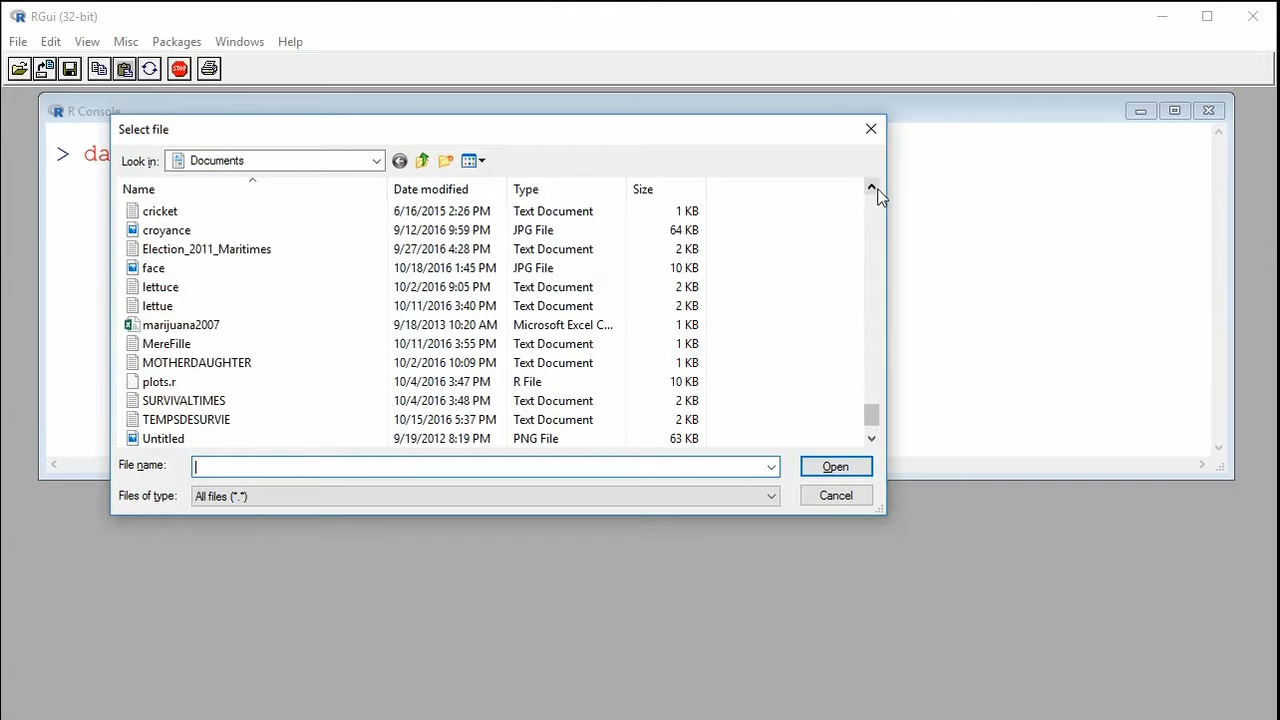 RGui (32-bit)
File Edit View Misc Packages Windows Help
STOP
R Console
> da
Select file
Look in: Documents
Name Date modified Type Size
cricket 6/16/2015 2:26 PM Text Document 1 KB
croyance 9/12/2016 9:59 PM JPG File 64 KB
Election_2011_Maritimes 9/27/2016 4:28 PM Text Document 2 KB
face 10/18/2016 1:45 PM JPG File 10 KB
lettuce 10/2/2016 9:05 PM Text Document 2 KB
lettue 10/11/2016 3:40 PM Text Document 2 KB
marijuana2007 9/18/2013 10:20 AM Microsoft Excel C... 1 KB
MereFille 10/11/2016 3:55 PM Text Document 1 KB
MOTHERDAUGHTER 10/2/2016 10:09 PM Text Document 1 KB
plots.r 10/4/2016 3:47 PM R File 10 KB
SURVIVALTIMES 10/4/2016 3:48 PM Text Document 2 KB
TEMPSDESURVIE 10/15/2016 5:37 PM Text Document 2 KB
Untitled 9/19/2012 8:19 PM PNG File 63 KB
File name: Open
Files of type: All files (*.*) Cancel